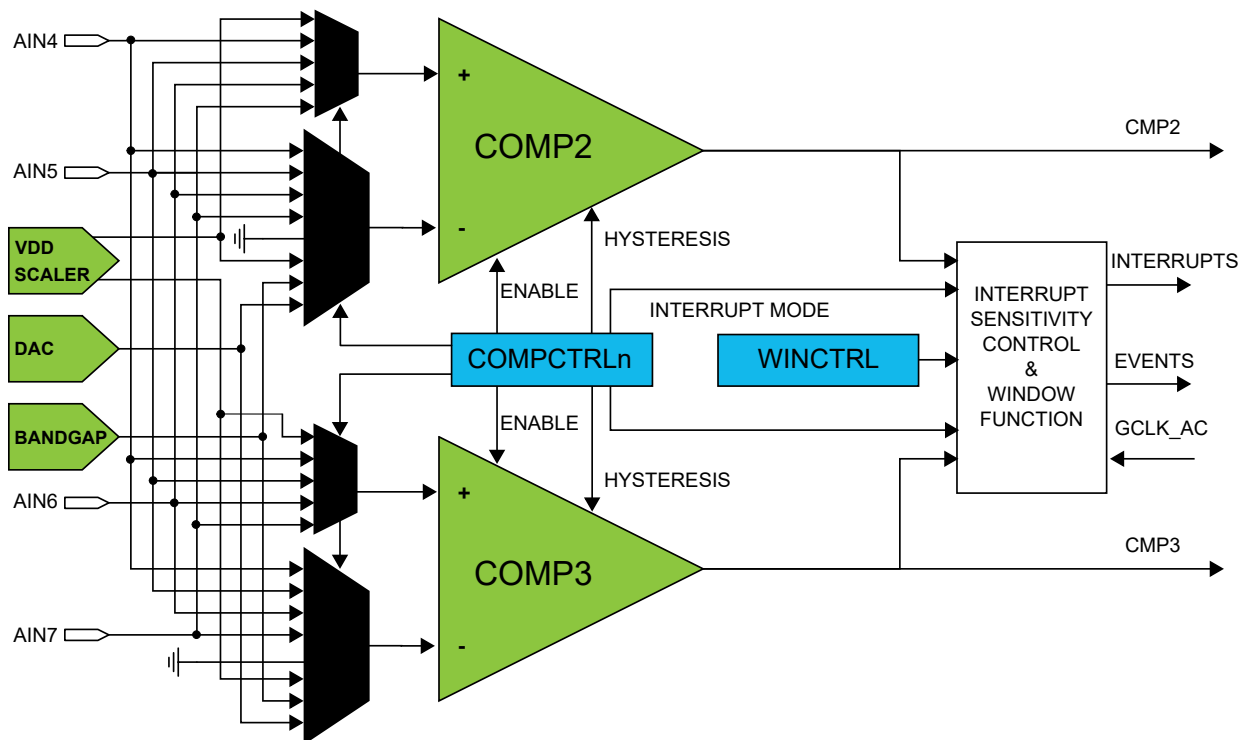 AIN4
+
COMP2
CMP2
AIN5
-
HYSTERESIS
VDD
SCALER
ENABLE
INTERRUPTS
INTERRUPT MODE
INTERRUPT
SENSITIVITY
CONTROL
&
WINDOW
FUNCTION
DAC
COMPCTRLn
WINCTRL
EVENTS
BANDGAP
ENABLE
GCLK_AC
HYSTERESIS
AIN6
+
COMP3
CMP3
AIN7
-